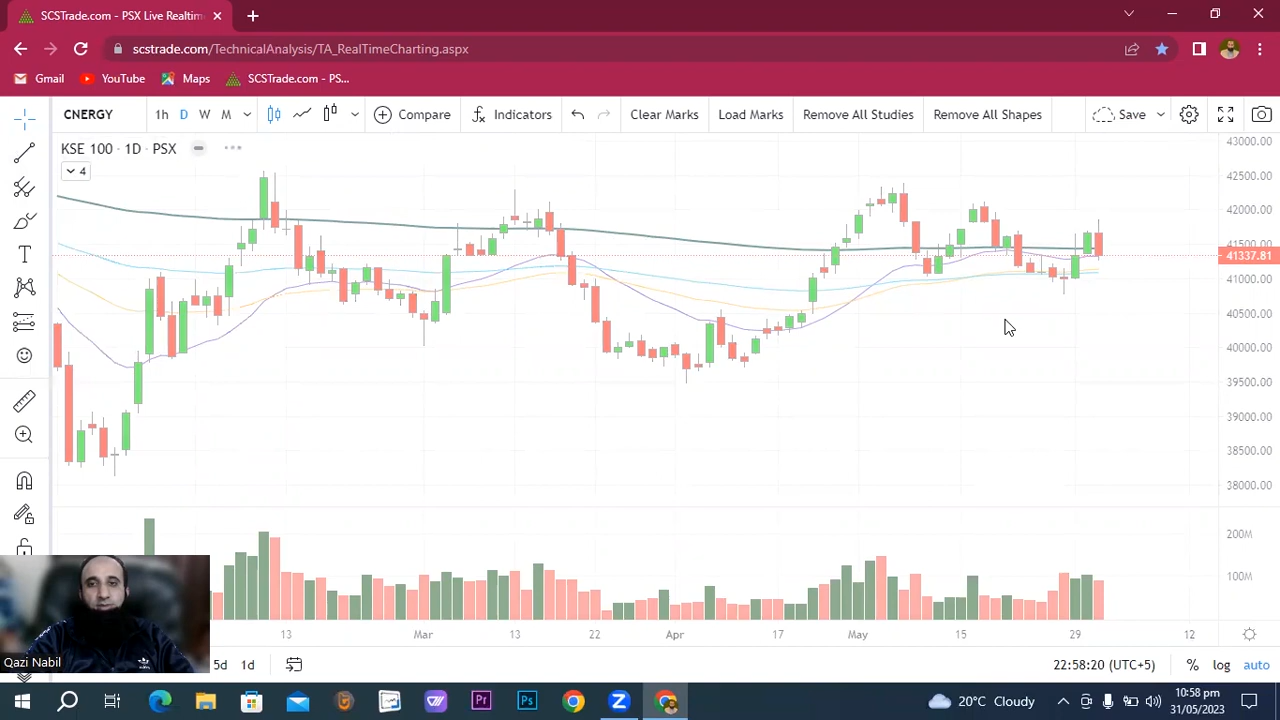 SCSTrade.com - PSX Live Realtim
scstrade.com/TechnicalAnalysis/TA_RealTimeCharting.aspx
Gmail YouTube Maps SCSTrade.com - PS...
CNERGY 1h D W M Compare Indicators Clear Marks Load Marks Remove All Studies Remove All Shapes Save
KSE 100 · 1D · PSX
4
43000.00
42500.00
42000.00
41500.00
41337.81
41000.00
40500.00
40000.00
39500.00
39000.00
38500.00
38000.00
200M
100M
13 Mar 13 22 Apr 17 May 15 29 12
Qazi Nabil
5d 1d 22:58:20 (UTC+5) % log auto
20°C Cloudy 10:58 pm
31/05/2023